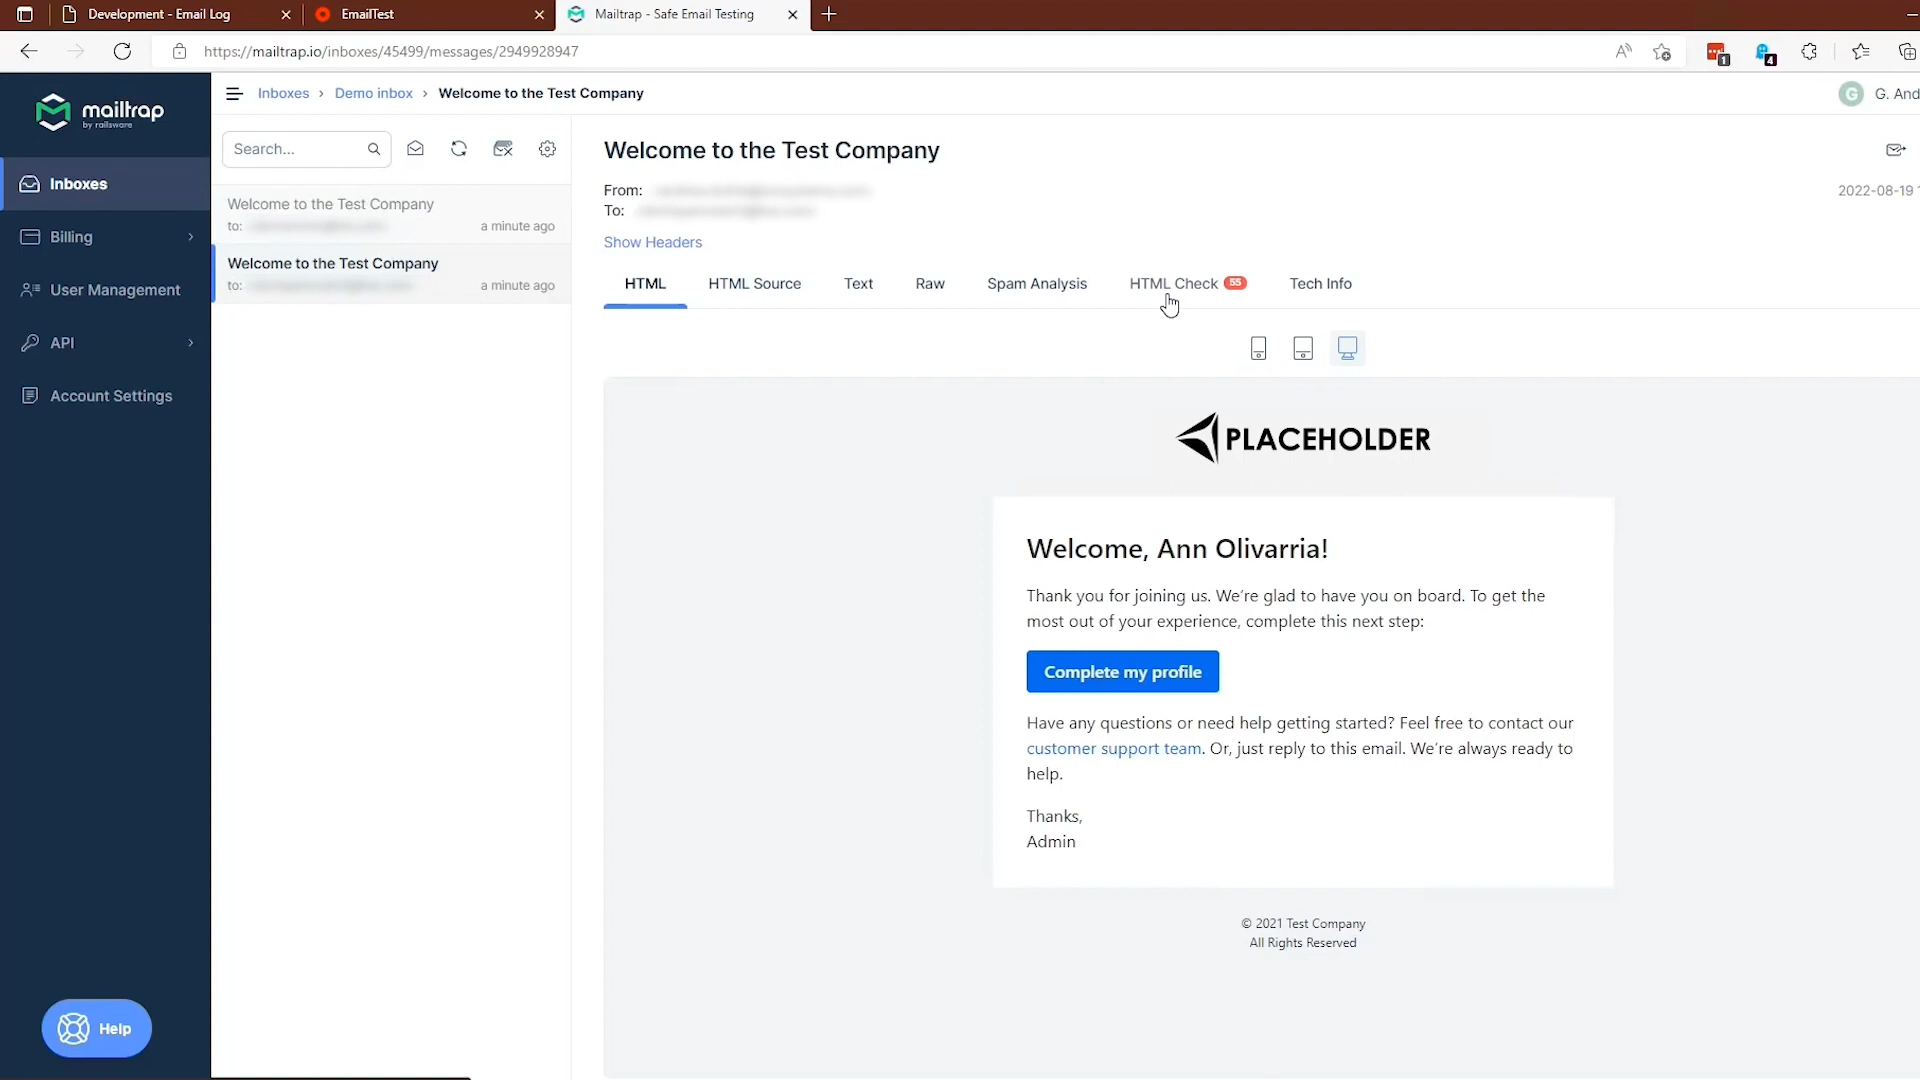 Development - Email Log
EmailTest
Mailtrap - Safe Email Testing
https://mailtrap.io/inboxes/45499/messages/2949928947
1
4
mailtrap
by railsware
Inboxes
Billing
User Management
API
Account Settings
Help
Inboxes › Demo inbox › Welcome to the Test Company
G G. And
Search...
Welcome to the Test Company
to:
a minute ago
Welcome to the Test Company
to:
a minute ago
Welcome to the Test Company
From:
To:
2022-08-19
Show Headers
HTML
HTML Source
Text
Raw
Spam Analysis
HTML Check 55
Tech Info
PLACEHOLDER
Welcome, Ann Olivarria!
Thank you for joining us. We're glad to have you on board. To get the
most out of your experience, complete this next step:
Complete my profile
Have any questions or need help getting started? Feel free to contact our
customer support team. Or, just reply to this email. We're always ready to
help.
Thanks,
Admin
© 2021 Test Company
All Rights Reserved